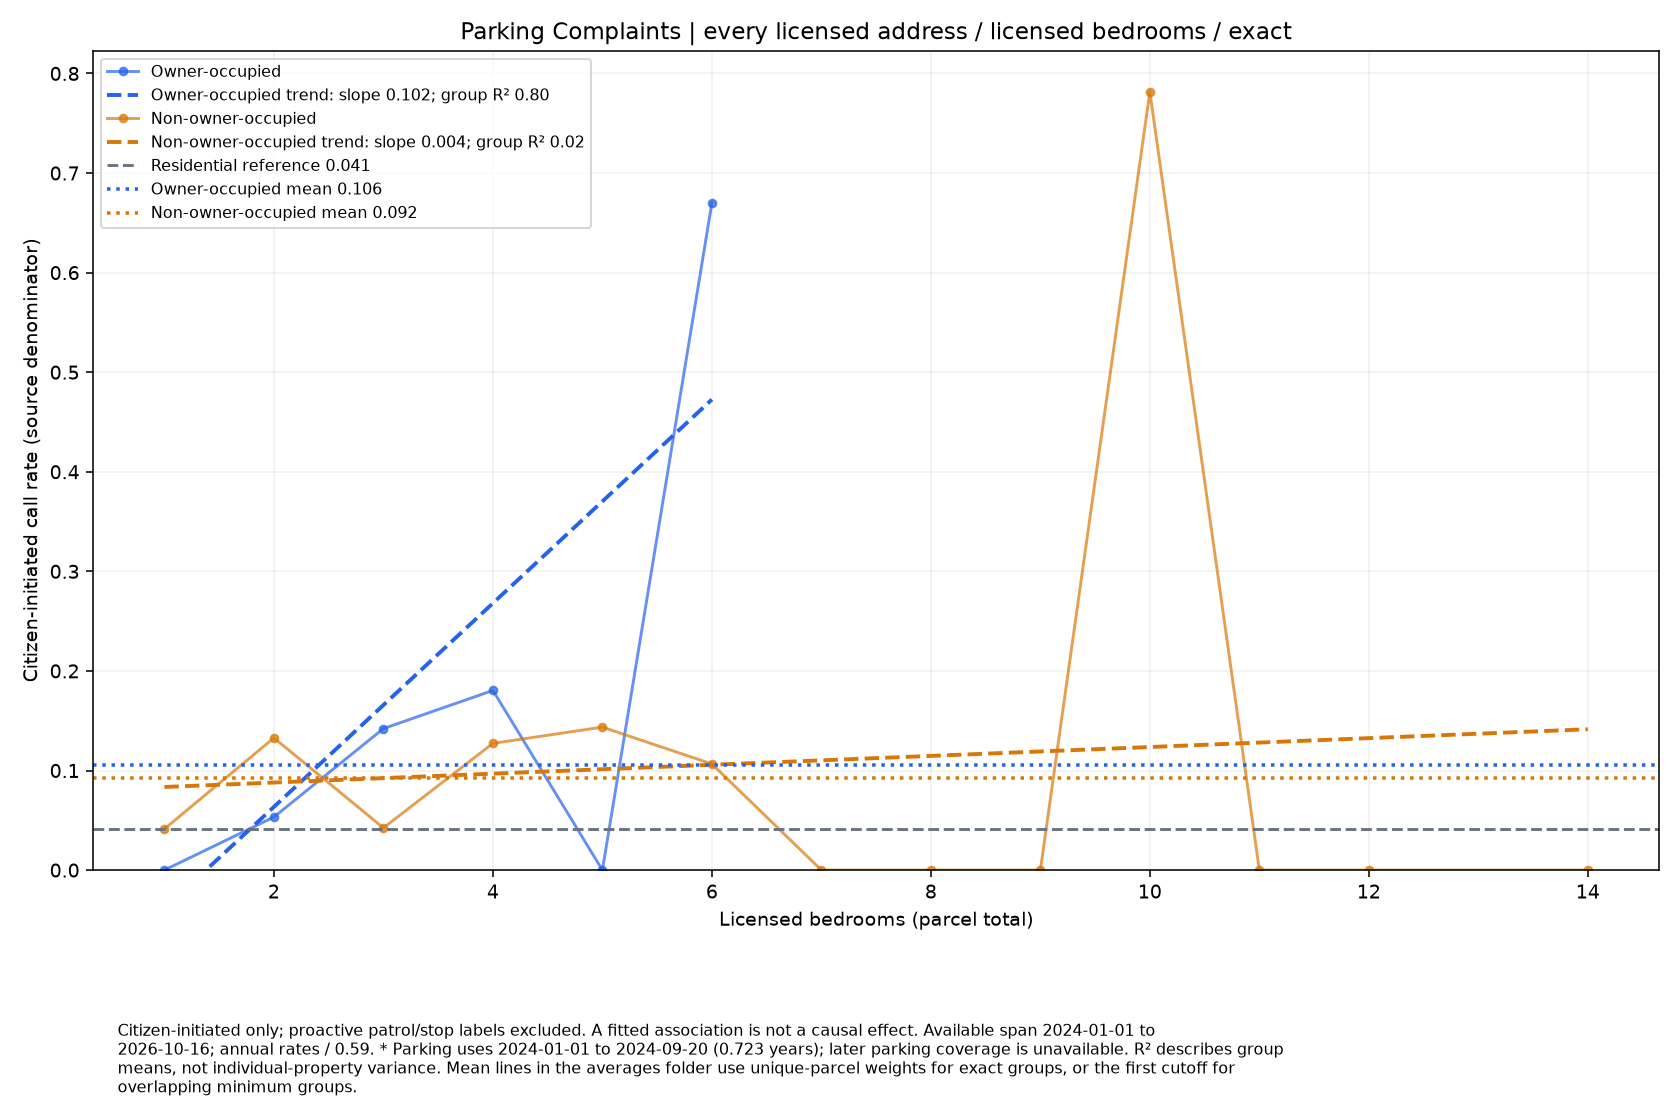 Parking Complaints | every licensed address / licensed bedrooms / exact
Owner-occupied
Owner-occupied trend: slope 0.102; group R² 0.80
Non-owner-occupied
Non-owner-occupied trend: slope 0.004; group R² 0.02
Residential reference 0.041
Owner-occupied mean 0.106
Non-owner-occupied mean 0.092
Citizen-initiated call rate (source denominator)
0.8
0.7
0.6
0.5
0.4
0.3
0.2
0.1
0.0
2 4 6 8 10 12 14
Licensed bedrooms (parcel total)
Citizen-initiated only; proactive patrol/stop labels excluded. A fitted association is not a causal effect. Available span 2024-01-01 to
2026-10-16; annual rates / 0.59. * Parking uses 2024-01-01 to 2024-09-20 (0.723 years); later parking coverage is unavailable. R² describes group
means, not individual-property variance. Mean lines in the averages folder use unique-parcel weights for exact groups, or the first cutoff for
overlapping minimum groups.